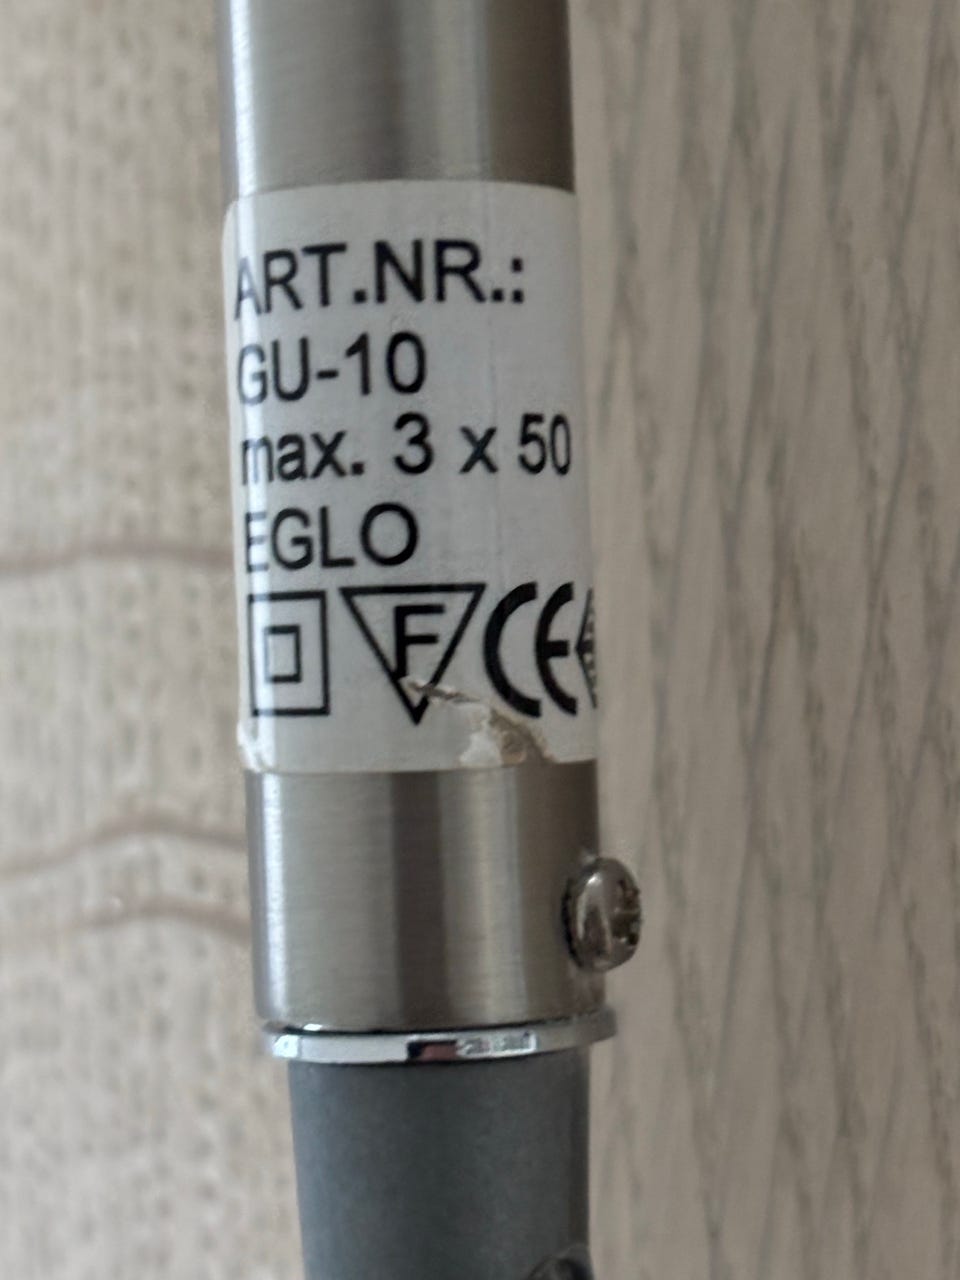 ART.NR.:
GU-10
max. 3 x 50
EGLO
F CE